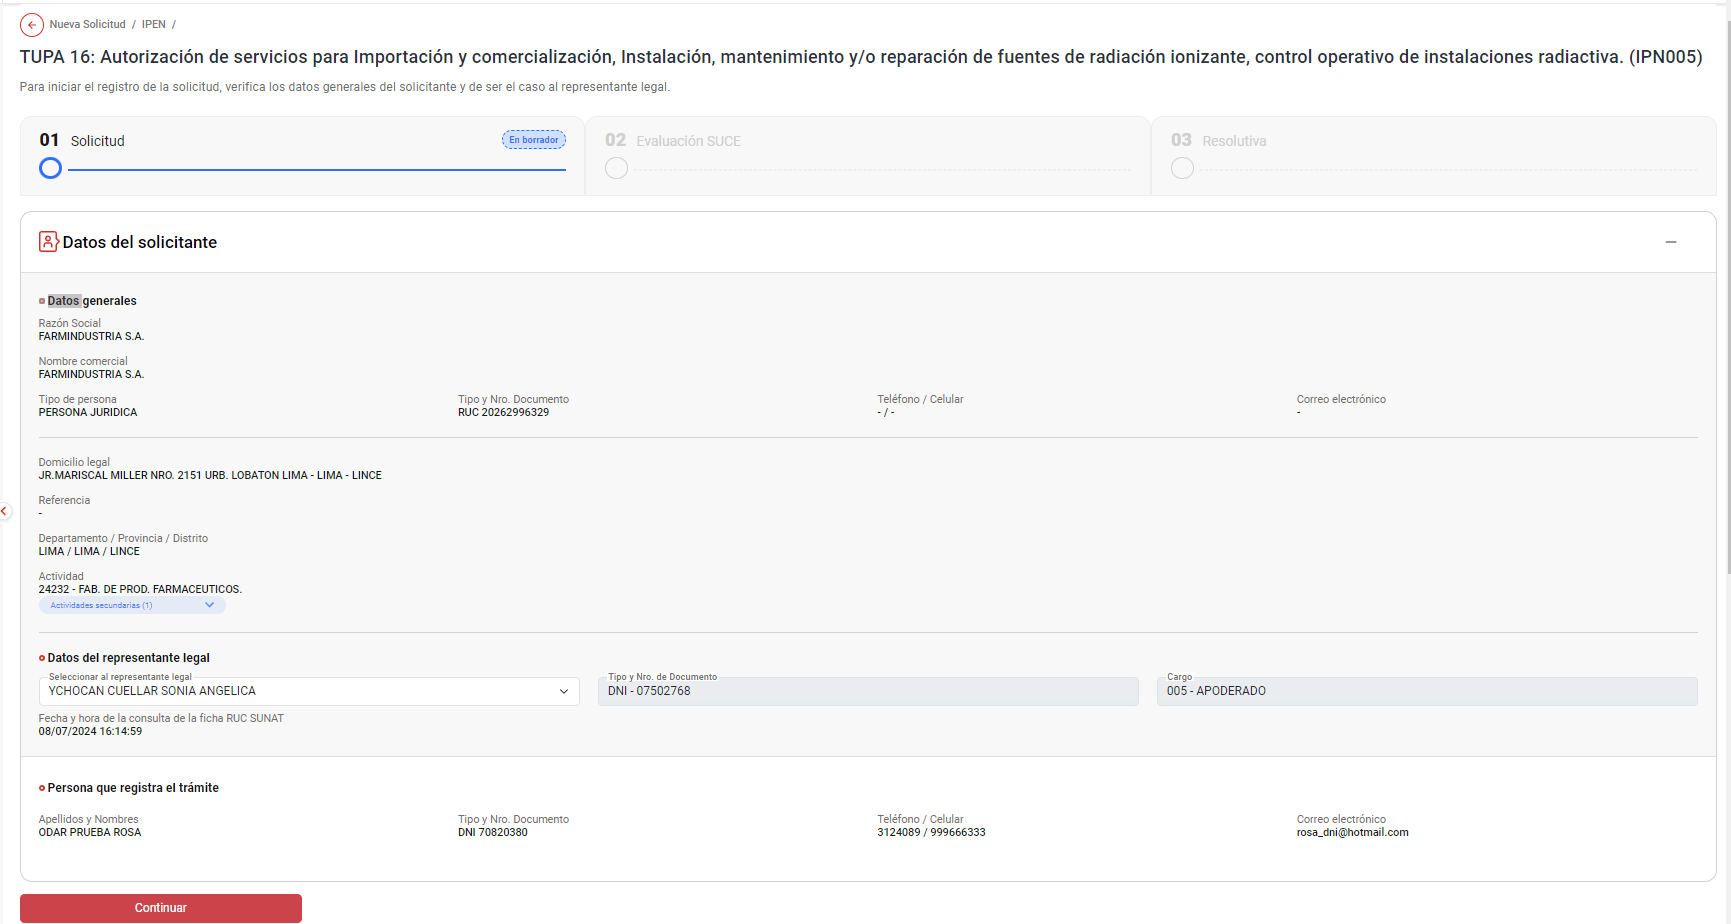 Nueva Solicitud / IPEN /
TUPA 16: Autorización de servicios para Importación y comercialización, Instalación, mantenimiento y/o reparación de fuentes de radiación ionizante, control operativo de instalaciones radiactiva. (IPN005)
Para iniciar el registro de la solicitud, verifica los datos generales del solicitante y de ser el caso al representante legal.
01 Solicitud En borrador 02 Evaluación SUCE 03 Resolutiva
Datos del solicitante
Datos generales
Razón Social
FARMINDUSTRIA S.A.
Nombre comercial
FARMINDUSTRIA S.A.
Tipo de persona Tipo y Nro. Documento Teléfono / Celular Correo electrónico
PERSONA JURIDICA RUC 20262996329 - / - -
Domicilio legal
JR.MARISCAL MILLER NRO. 2151 URB. LOBATON LIMA - LIMA - LINCE
Referencia
-
Departamento / Provincia / Distrito
LIMA / LIMA / LINCE
Actividad
24232 - FAB. DE PROD. FARMACEUTICOS.
Actividades secundarias (1)
Datos del representante legal
Seleccionar al representante legal Tipo y Nro. de Documento Cargo
YCHOCAN CUELLAR SONIA ANGELICA DNI - 07502768 005 - APODERADO
Fecha y hora de la consulta de la ficha RUC SUNAT
08/07/2024 16:14:59
Persona que registra el trámite
Apellidos y Nombres Tipo y Nro. Documento Teléfono / Celular Correo electrónico
ODAR PRUEBA ROSA DNI 70820380 3124089 / 999666333 rosa_dni@hotmail.com
Continuar